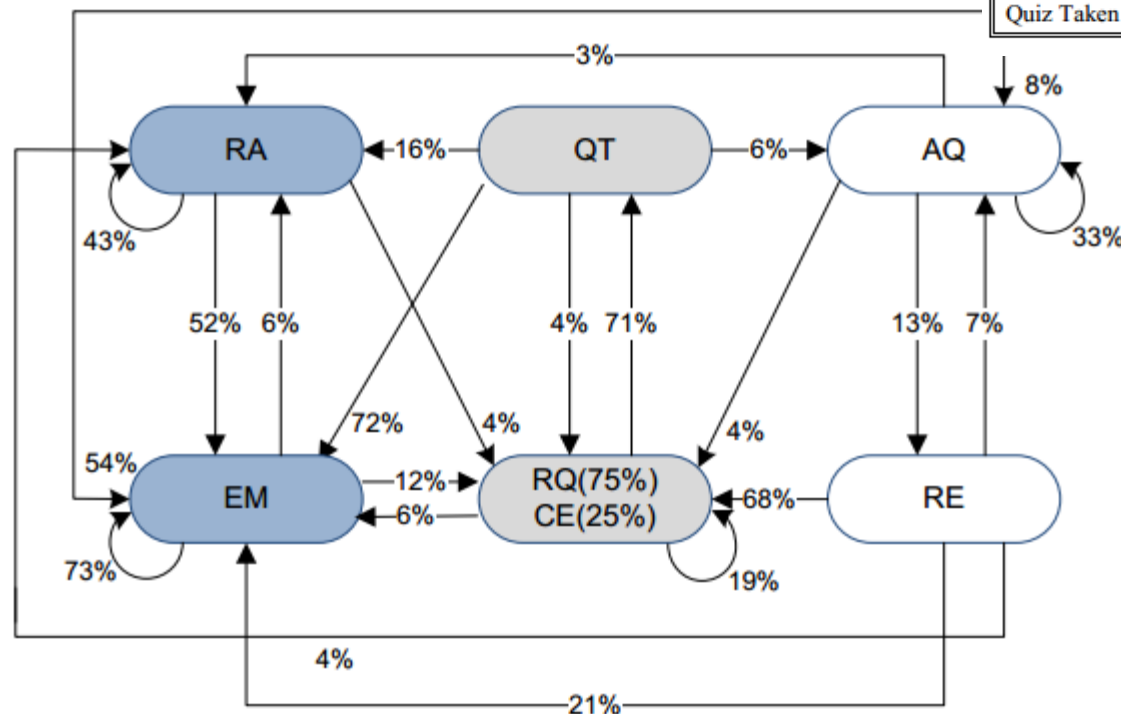 Quiz Taken
3%
8%
RA
16%
QT
6%
AQ
43%
33%
52%
6%
4%
71%
13%
7%
72%
4%
4%
54%
EM
12%
6%
RQ(75%)
CE(25%)
68%
RE
73%
19%
4%
21%